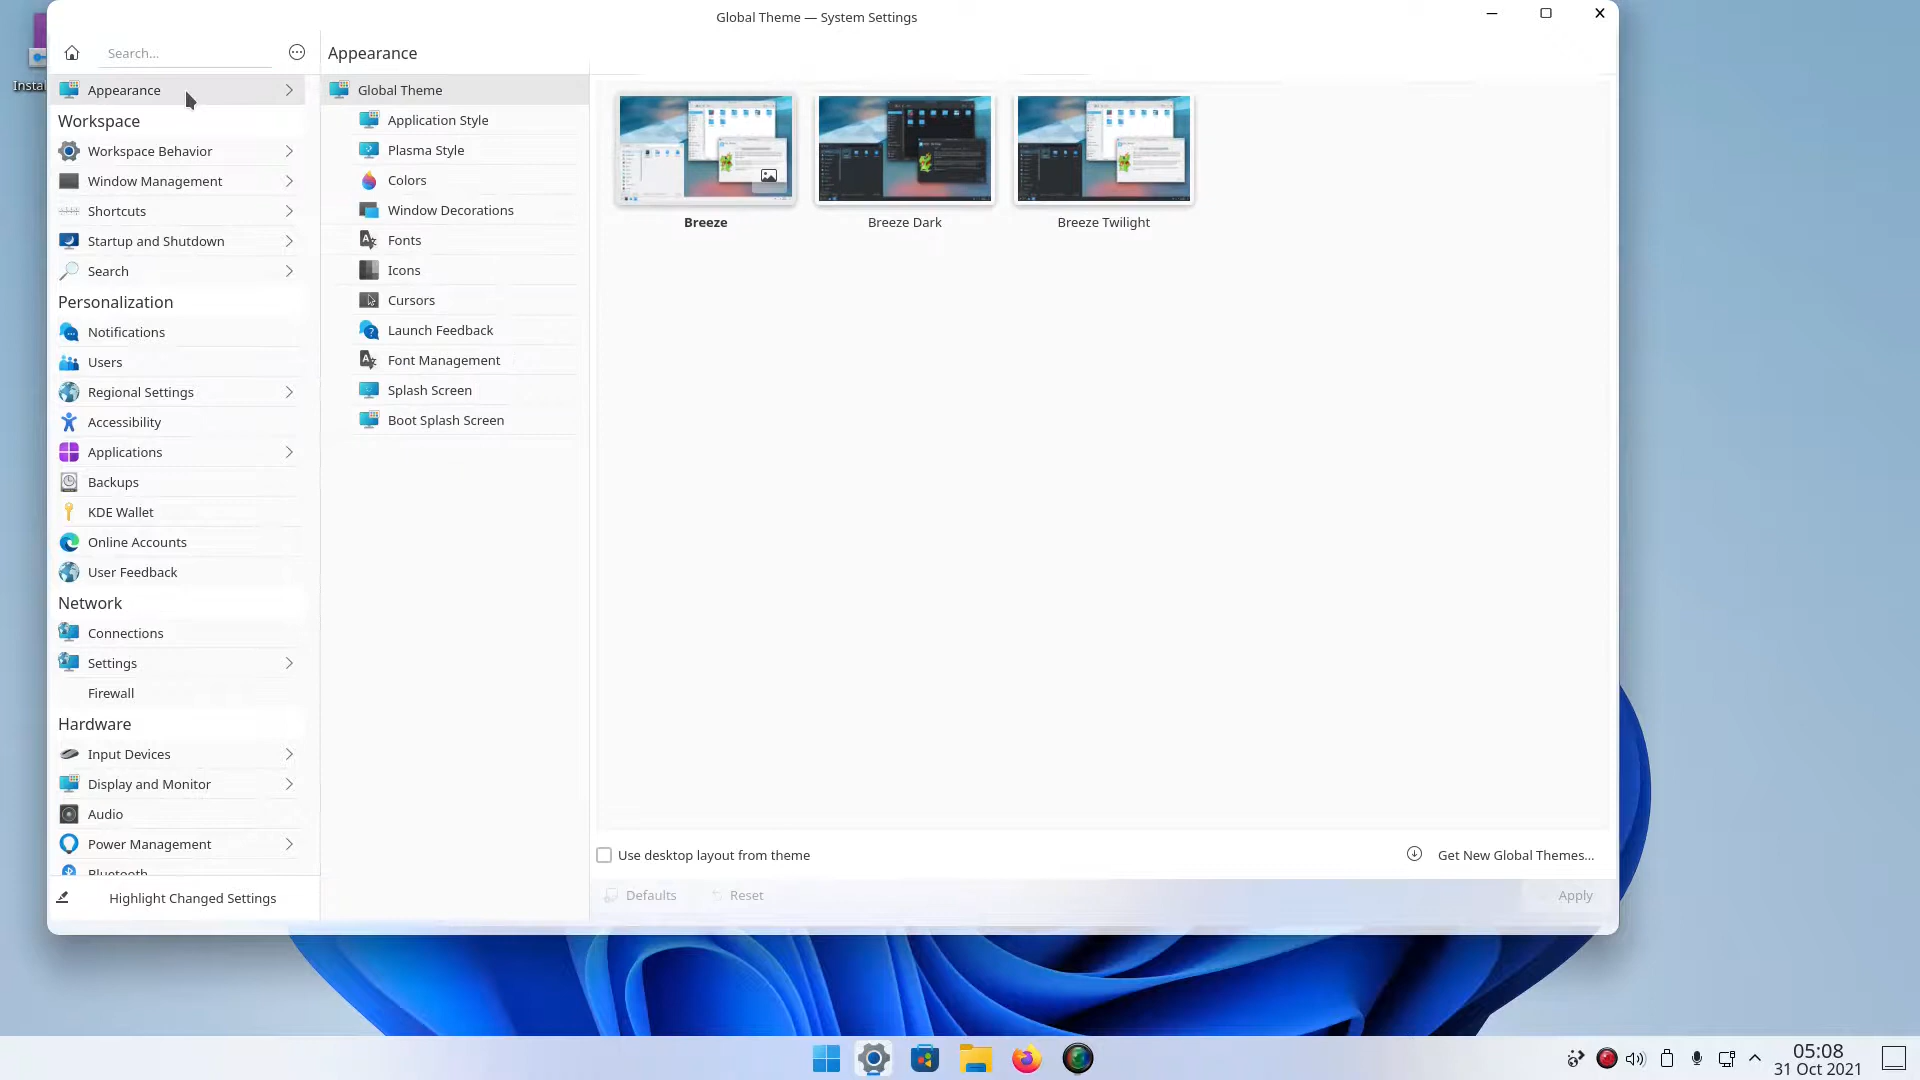 Global Theme — System Settings
Search...
Appearance
Instal
Appearance
Workspace
Workspace Behavior
Window Management
Shortcuts
Startup and Shutdown
Search
Personalization
Notifications
Users
Regional Settings
Accessibility
Applications
Backups
KDE Wallet
Online Accounts
User Feedback
Network
Connections
Settings
Firewall
Hardware
Input Devices
Display and Monitor
Audio
Power Management
Bluetooth
Highlight Changed Settings
Global Theme
Application Style
Plasma Style
Colors
Window Decorations
Fonts
Icons
Cursors
Launch Feedback
Font Management
Splash Screen
Boot Splash Screen
Breeze
Breeze Dark
Breeze Twilight
Use desktop layout from theme
Get New Global Themes...
Defaults
Reset
Apply
05:08
31 Oct 2021